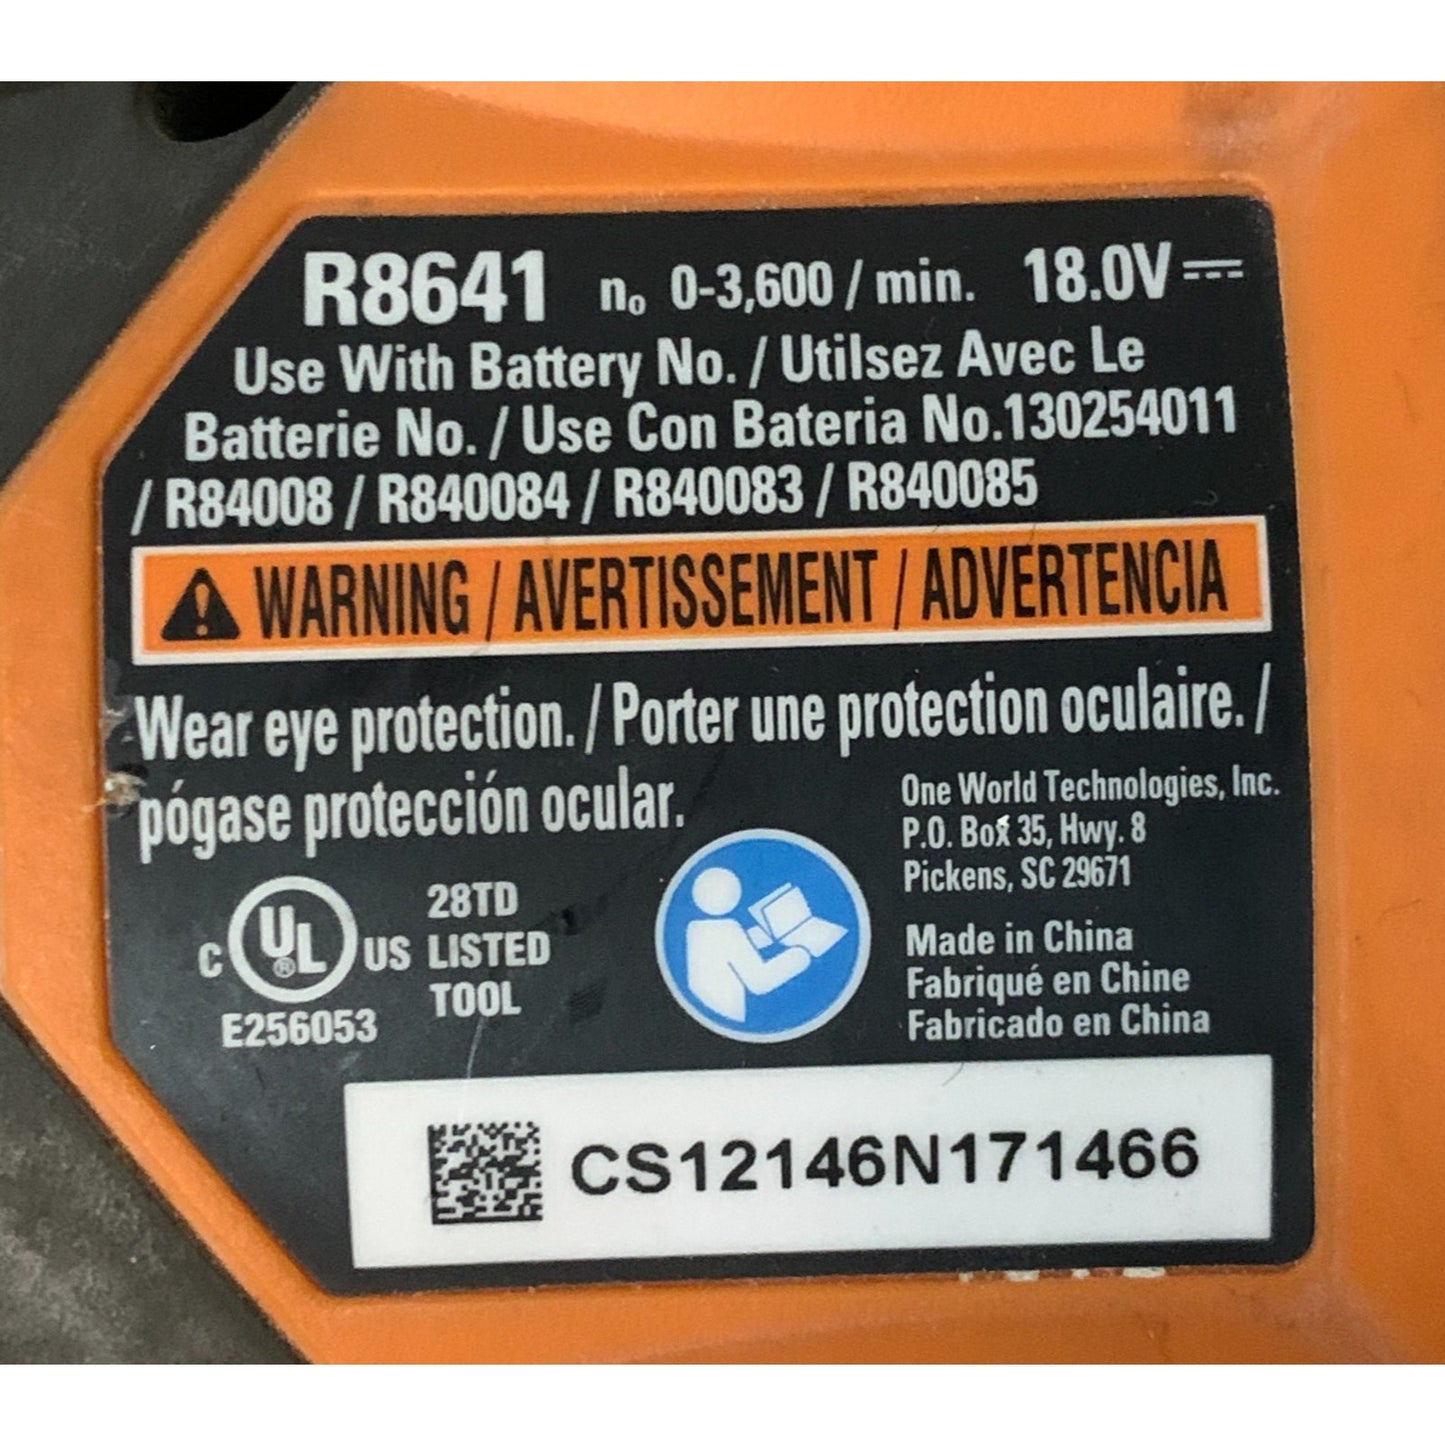 R8641 no 0-3,600 / min. 18.0V
Use With Battery No. / Utilsez Avec Le
Batterie No. / Use Con Bateria No.130254011
/ R84008 / R840084 / R840083 / R840085
WARNING / AVERTISSEMENT / ADVERTENCIA
Wear eye protection. / Porter une protection oculaire. /
pógase protección ocular.
One World Technologies, Inc.
P.O. Box 35, Hwy. 8
Pickens, SC 29671
C UL® US
E256053
28TD
LISTED
TOOL
Made in China
Fabriqué en Chine
Fabricado en China
CS12146N171466